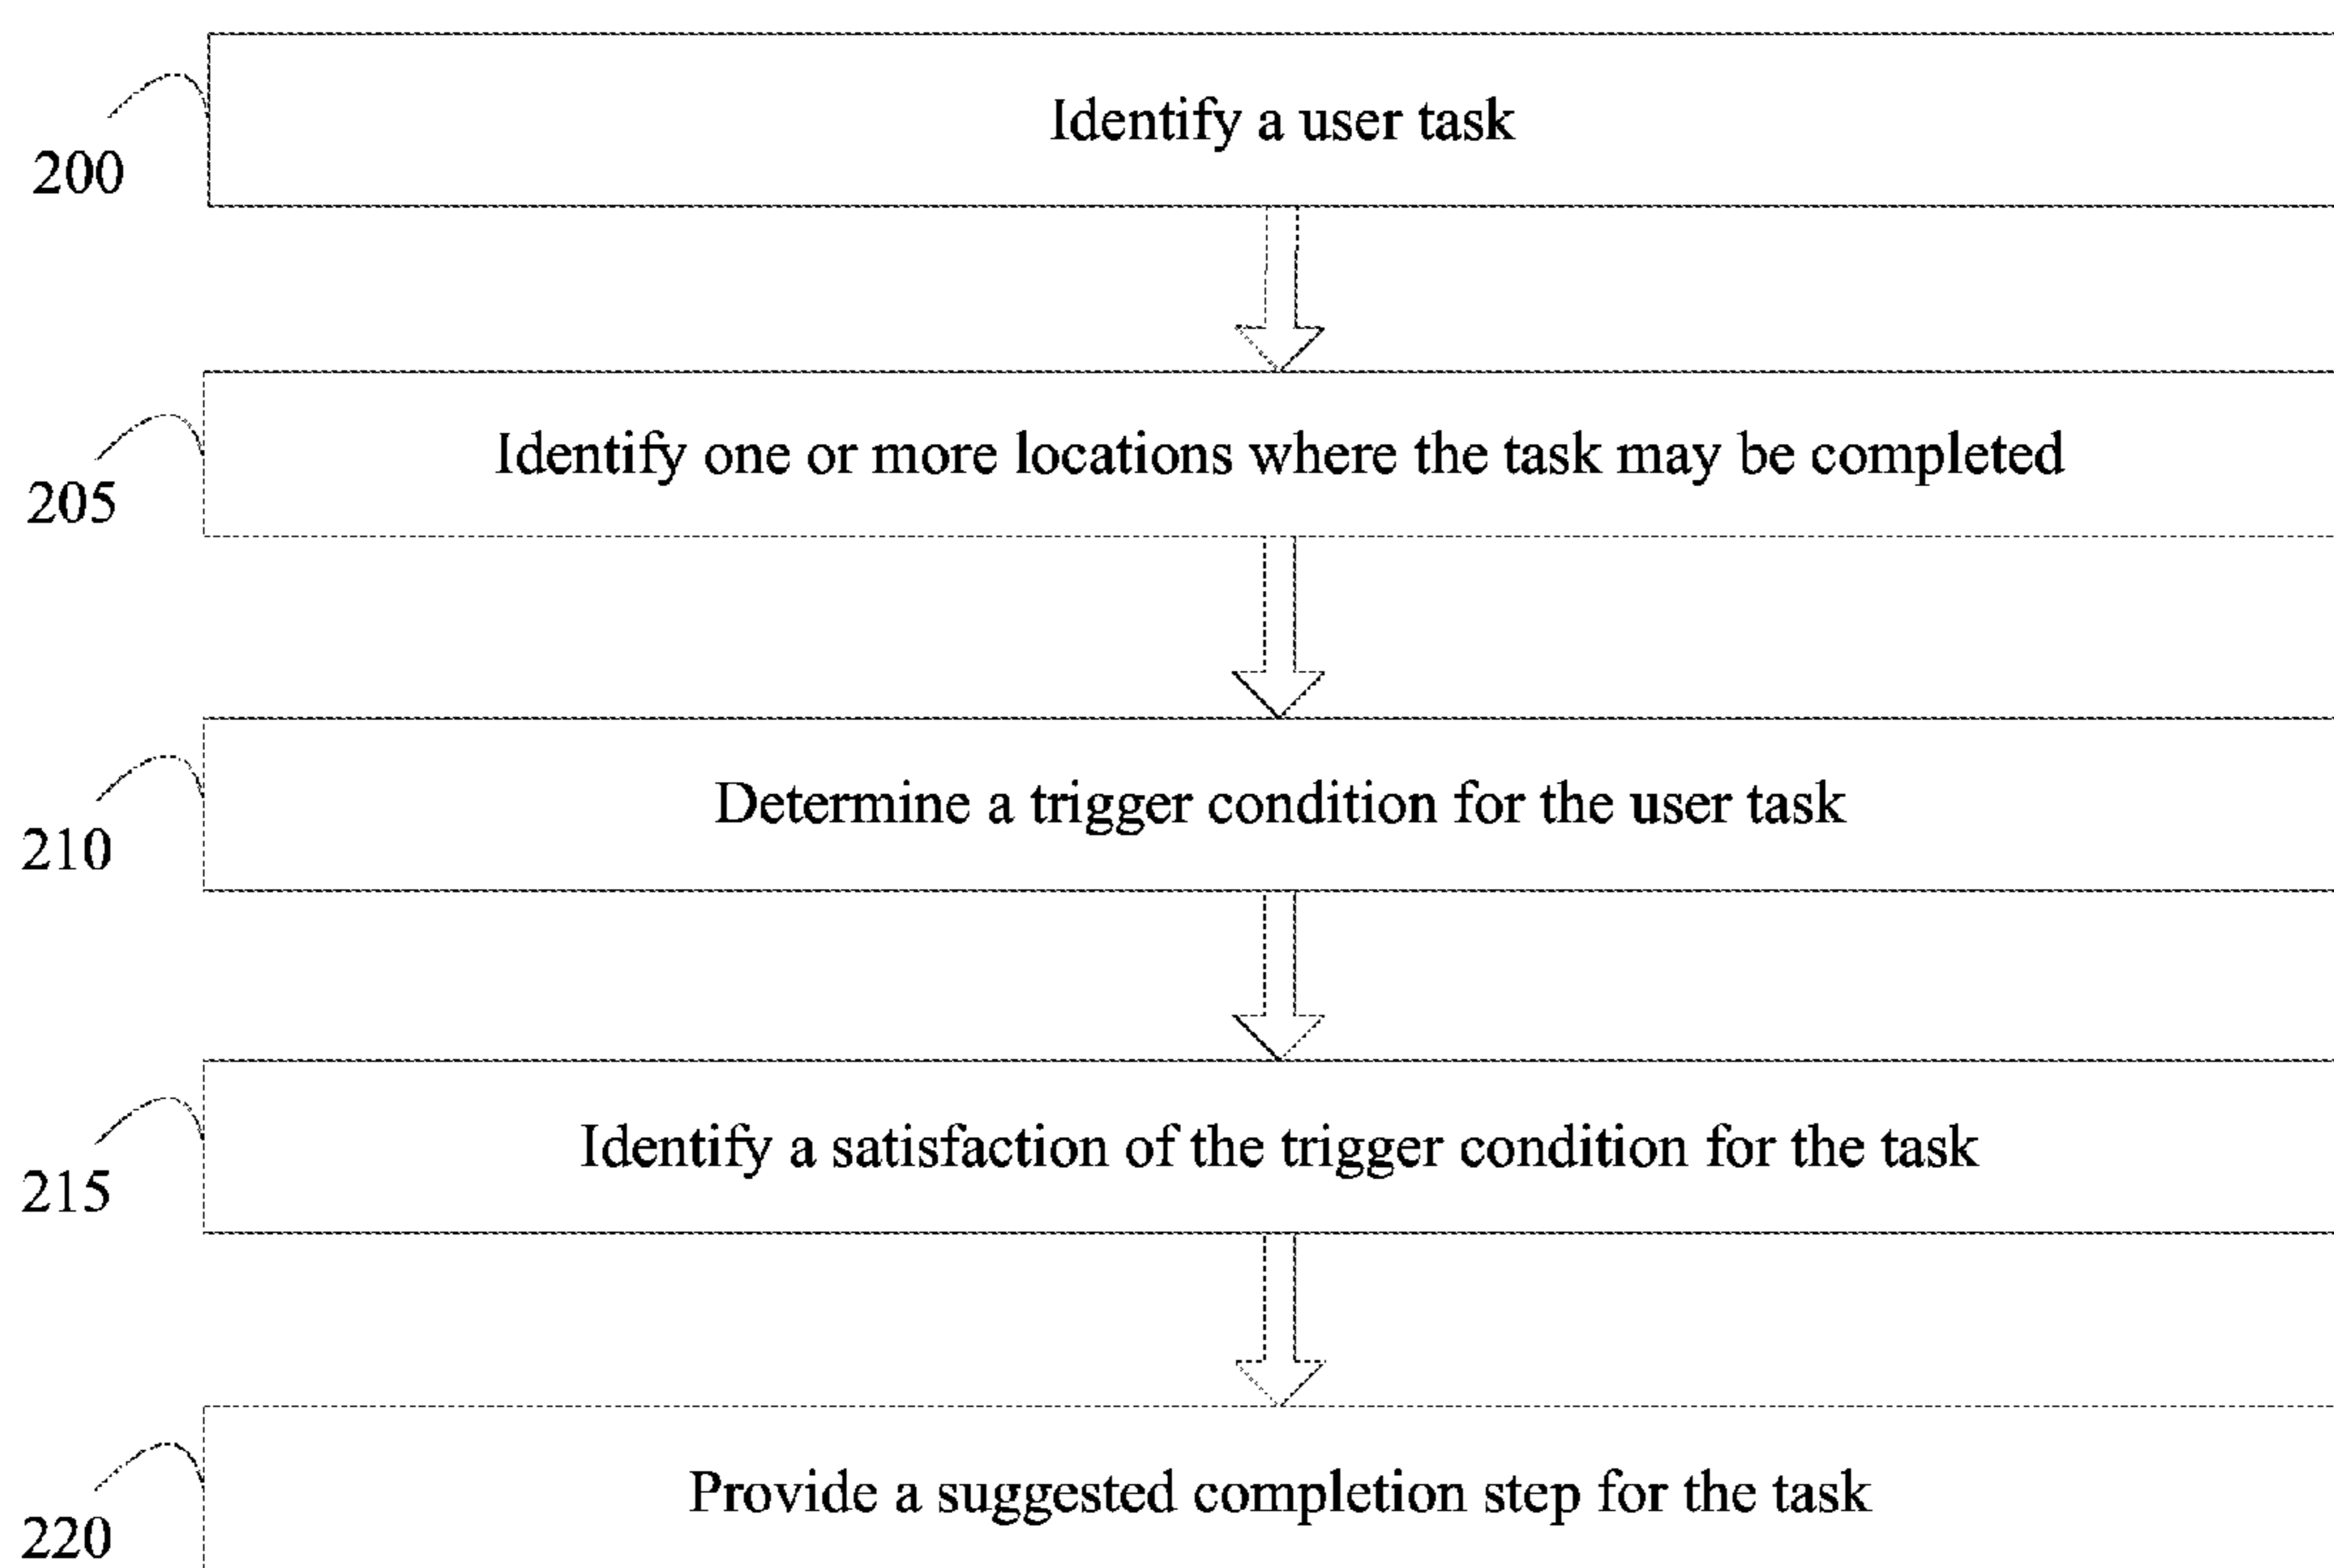 Identify a user task
200
Identify one or more locations where the task may be completed
205
Determine a trigger condition for the user task
210
Identify a satisfaction of the trigger condition for the task
215
Provide a suggested completion step for the task
220